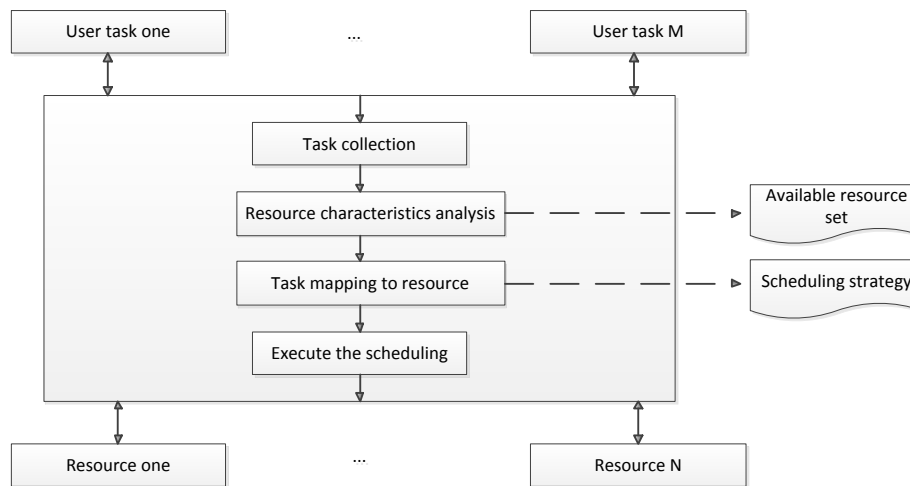 User task one
...
User task M
Task collection
Resource characteristics analysis
Available resource
set
Task mapping to resource
Scheduling strategy
Execute the scheduling
Resource one
...
Resource N